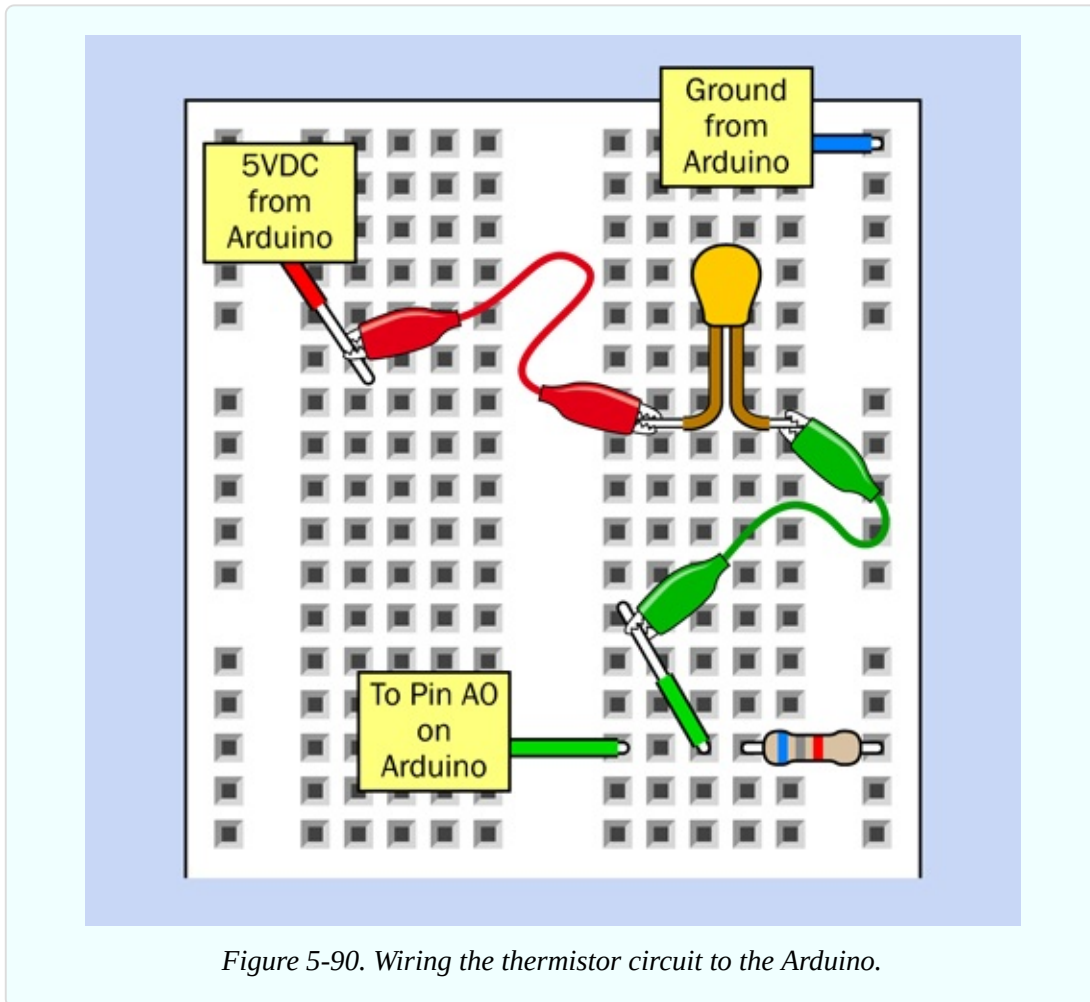 Ground
from
Arduino
5VDC
from
Arduino
To Pin A0
on
Arduino
Figure 5-90. Wiring the thermistor circuit to the Arduino.